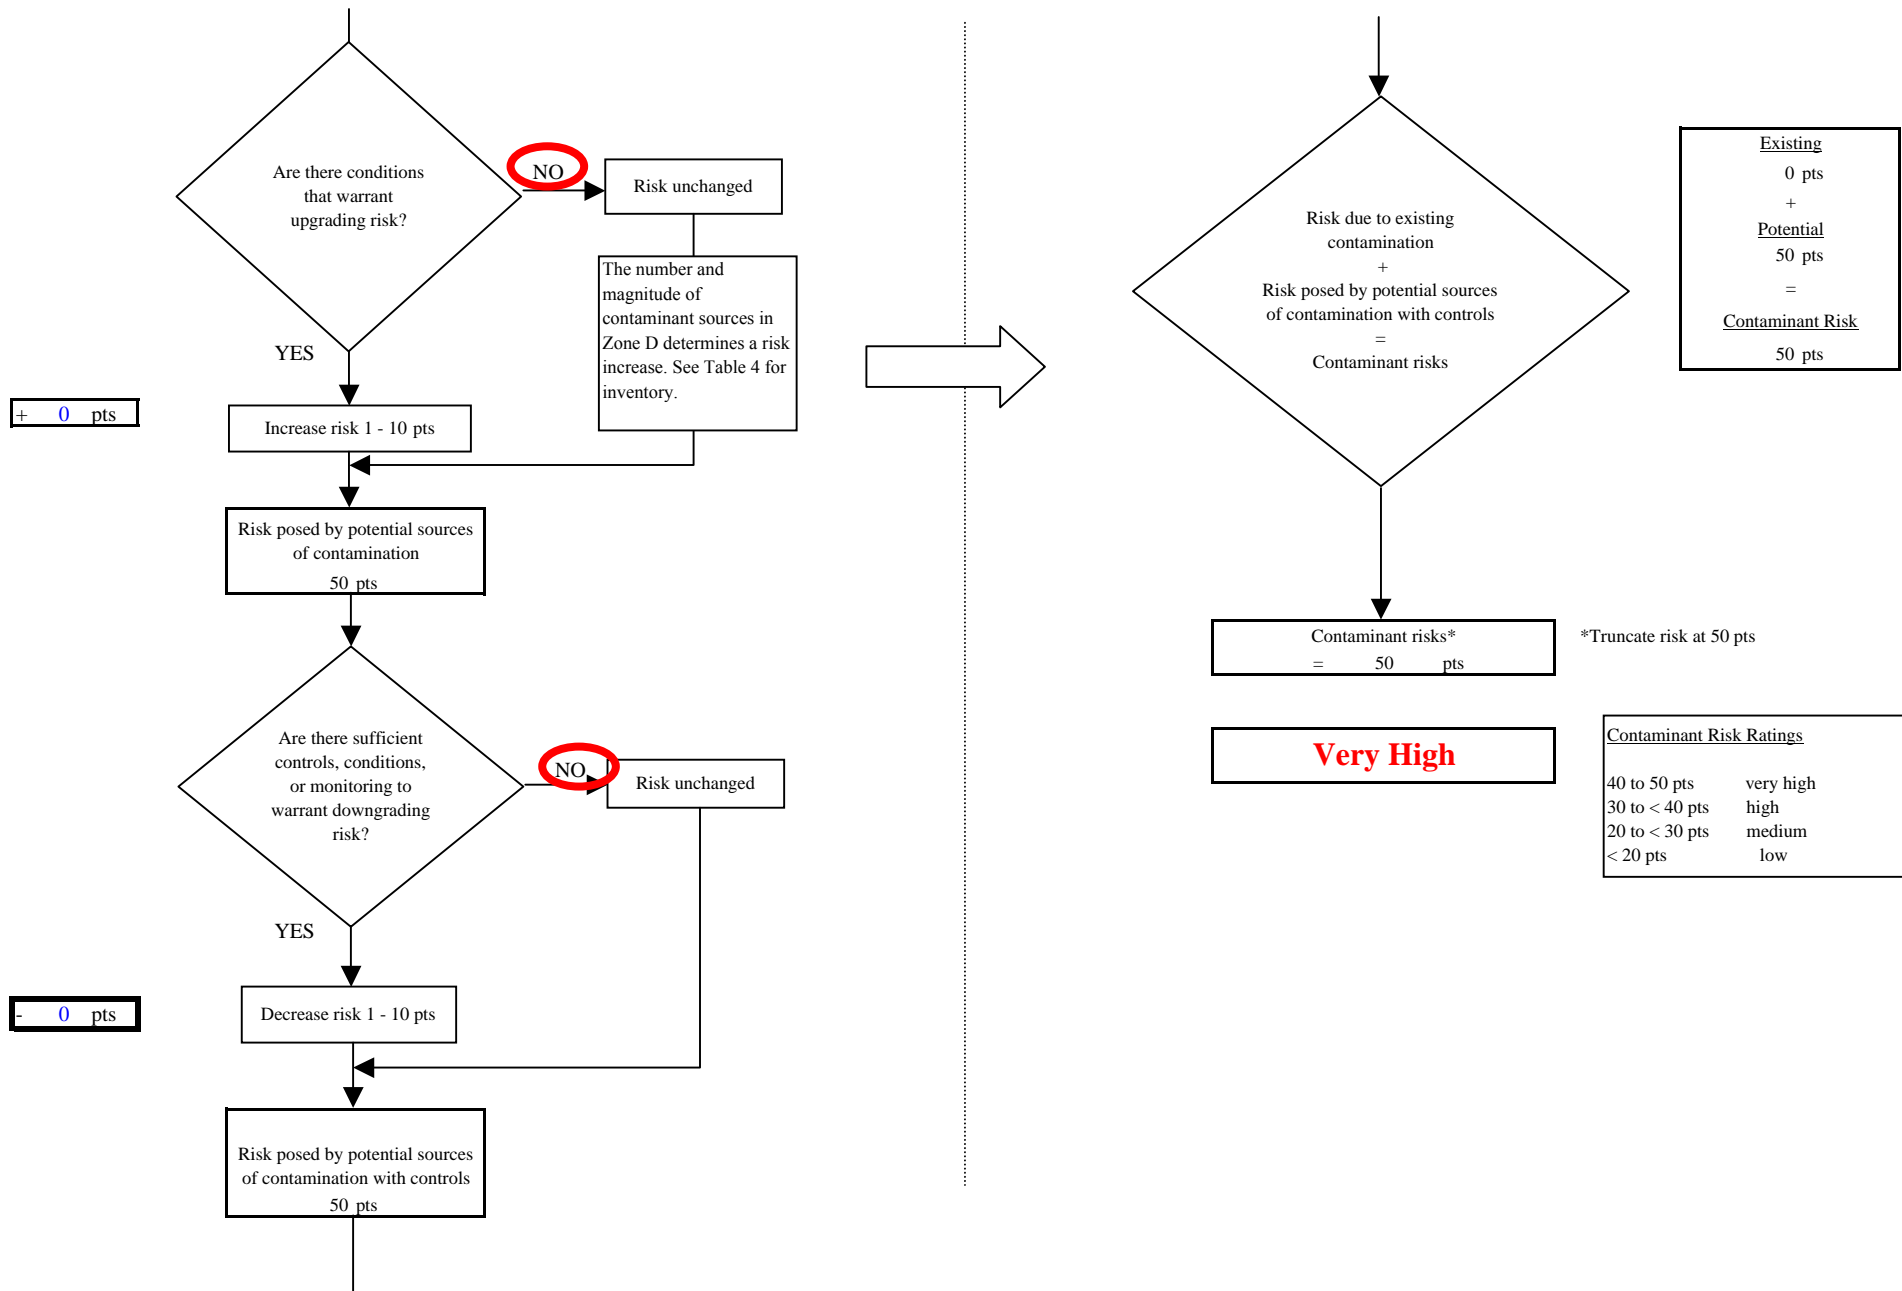 Are there conditions
that warrant
upgrading risk?
NO
Risk unchanged
The number and
magnitude of
contaminant sources in
Zone D determines a risk
increase. See Table 4 for
inventory.
YES
+ 0 pts
Increase risk 1 - 10 pts
Risk posed by potential sources
of contamination
50 pts
Are there sufficient
controls, conditions,
or monitoring to
warrant downgrading
risk?
NO
Risk unchanged
YES
- 0 pts
Decrease risk 1 - 10 pts
Risk posed by potential sources
of contamination with controls
50 pts
Risk due to existing
contamination
+
Risk posed by potential sources
of contamination with controls
=
Contaminant risks
Existing
0 pts
+
Potential
50 pts
=
Contaminant Risk
50 pts
Contaminant risks*
= 50 pts
*Truncate risk at 50 pts
Very High
Contaminant Risk Ratings
40 to 50 pts very high
30 to < 40 pts high
20 to < 30 pts medium
< 20 pts low